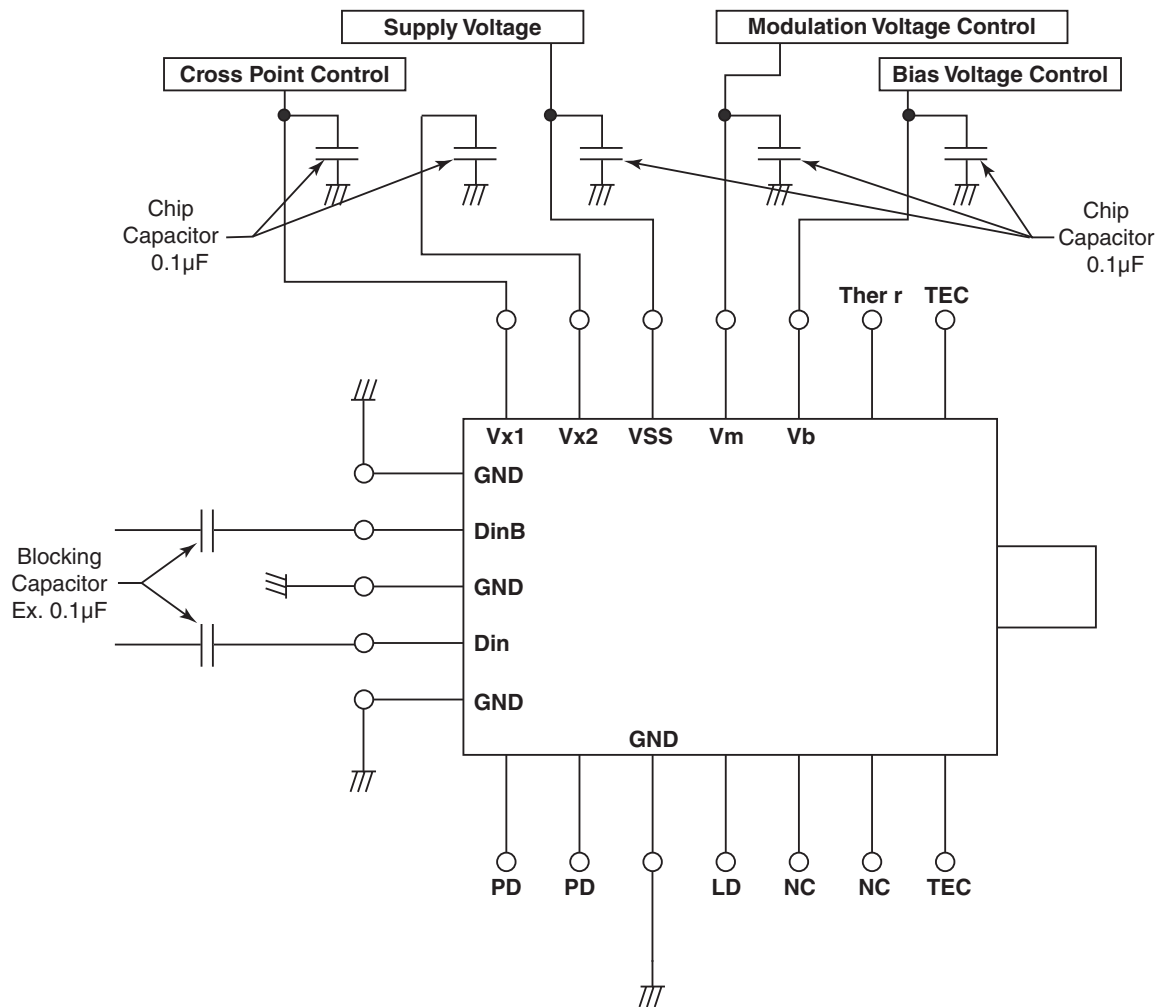 Supply Voltage
Modulation Voltage Control
Cross Point Control
Bias Voltage Control
Chip
Capacitor
0.1µF
Chip
Capacitor
0.1µF
Ther r
TEC
Vx1
Vx2
VSS
Vm
Vb
GND
DinB
GND
Din
GND
Blocking
Capacitor
Ex. 0.1µF
GND
PD
PD
LD
NC
NC
TEC